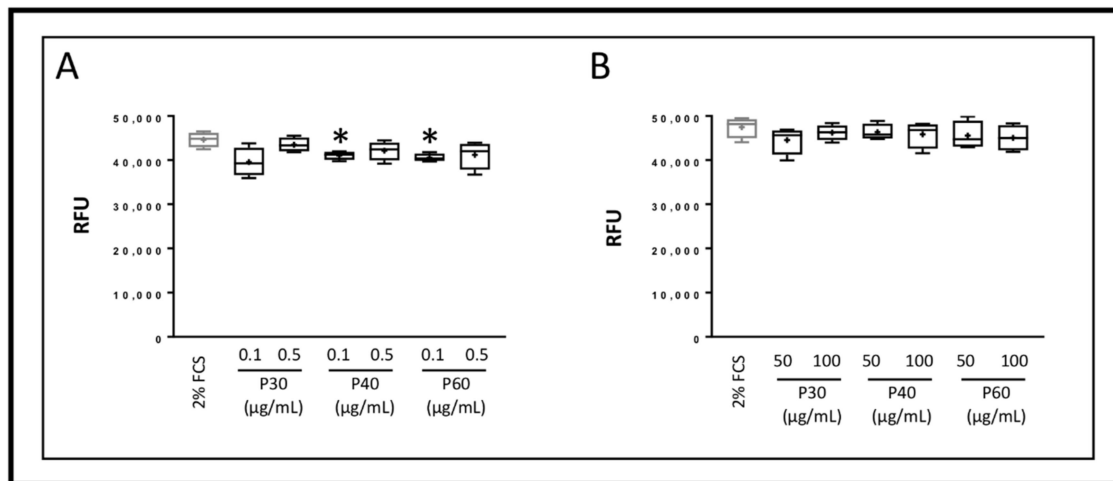 A
50,000
40,000
30,000
20,000
10,000
0
RFU
* *
2% FCS
0.1 0.5 0.1 0.5 0.1 0.5
P30 P40 P60
(µg/mL) (µg/mL) (µg/mL)
B
50,000
40,000
30,000
20,000
10,000
0
RFU
2% FCS
50 100 50 100 50 100
P30 P40 P60
(µg/mL) (µg/mL) (µg/mL)